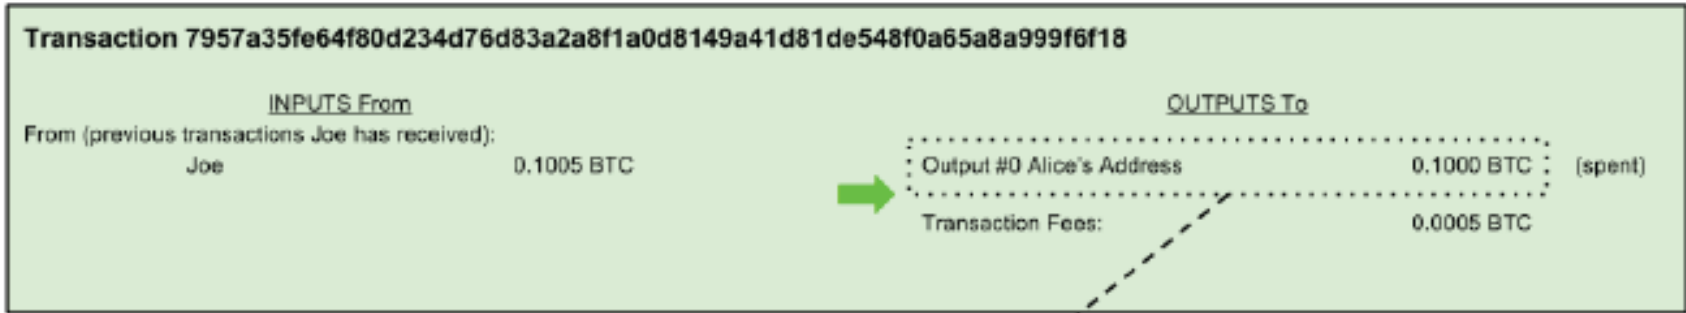 Transaction 7957a35fe64f80d234d76d83a2a8f1a0d8149a41d81de548f0a65a8a999f6f18
INPUTS From
OUTPUTS To
From (previous transactions Joe has received):
Joe 0.1005 BTC
Output #0 Alice's Address 0.1000 BTC (spent)
Transaction Fees: 0.0005 BTC